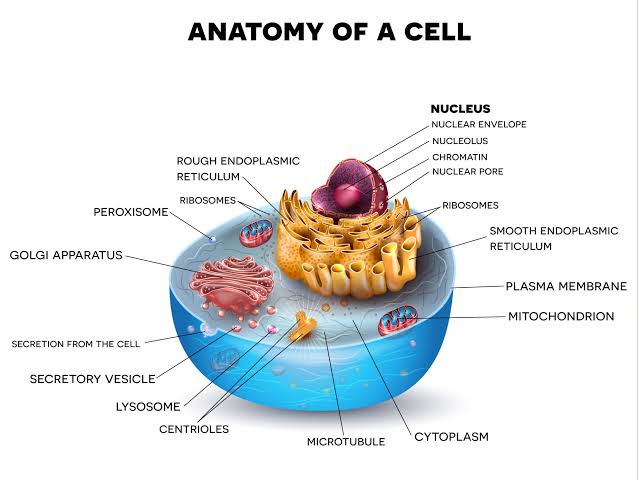 ANATOMY OF A CELL
NUCLEUS
NUCLEAR ENVELOPE
NUCLEOLUS
CHROMATIN
NUCLEAR PORE
ROUGH ENDOPLASMIC
RETICULUM
RIBOSOMES
PEROXISOME
GOLGI APPARATUS
RIBOSOMES
SMOOTH ENDOPLASMIC
RETICULUM
PLASMA MEMBRANE
MITOCHONDRION
SECRETION FROM THE CELL
SECRETORY VESICLE
LYSOSOME
CENTRIOLES
MICROTUBULE
CYTOPLASM